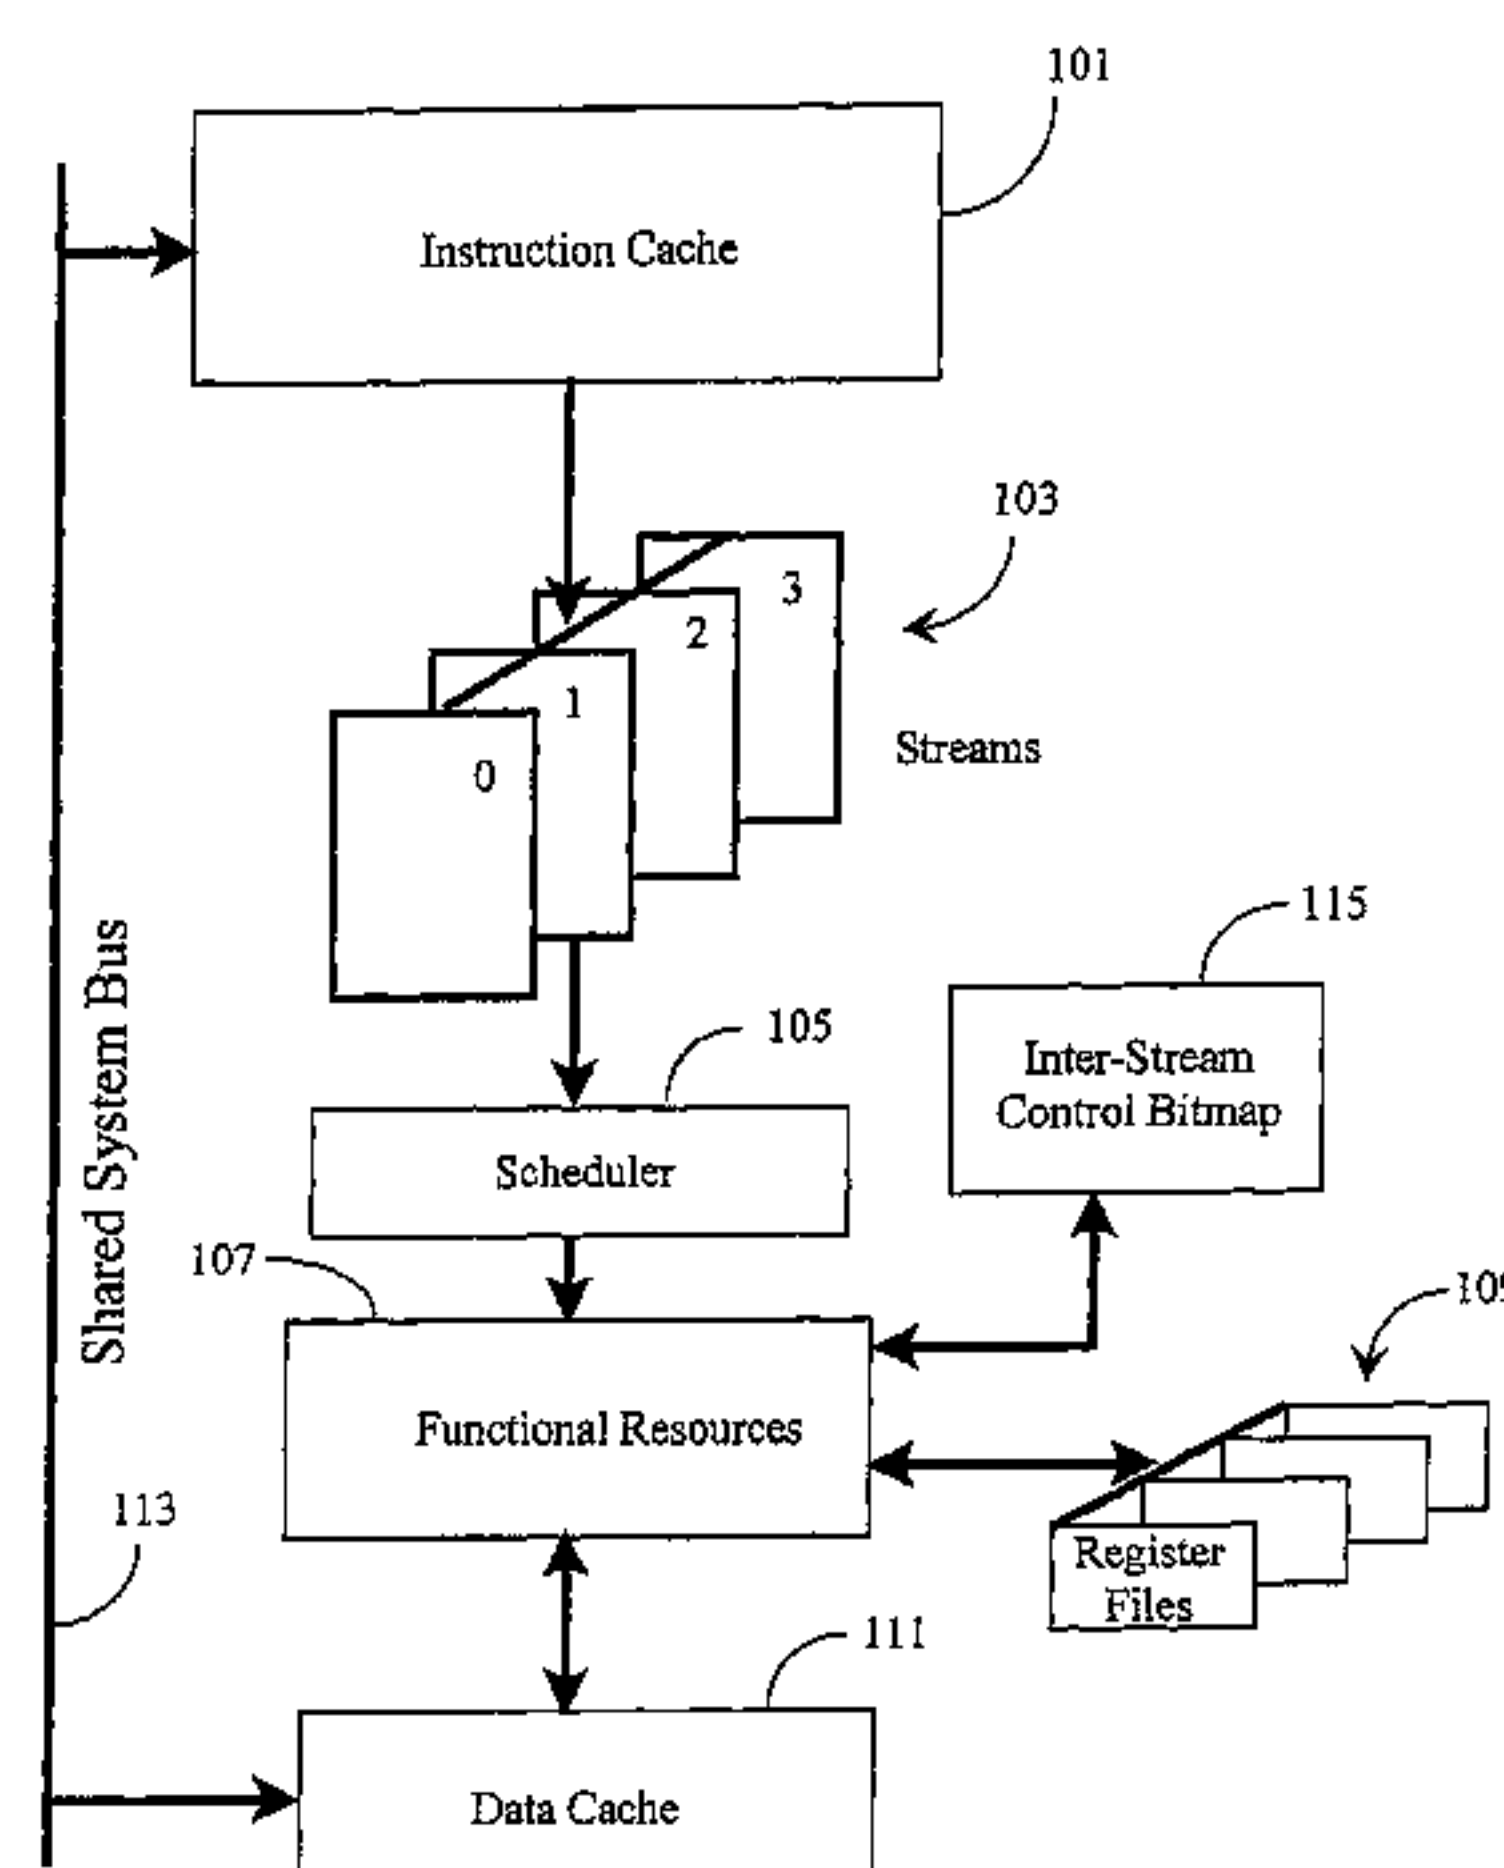 101
Instruction Cache
103
3
2
1
0
Streams
115
Inter-Stream
Control Bitmap
105
Scheduler
Shared System Bus
107
Functional Resources
Register
Files
113
111
Data Cache